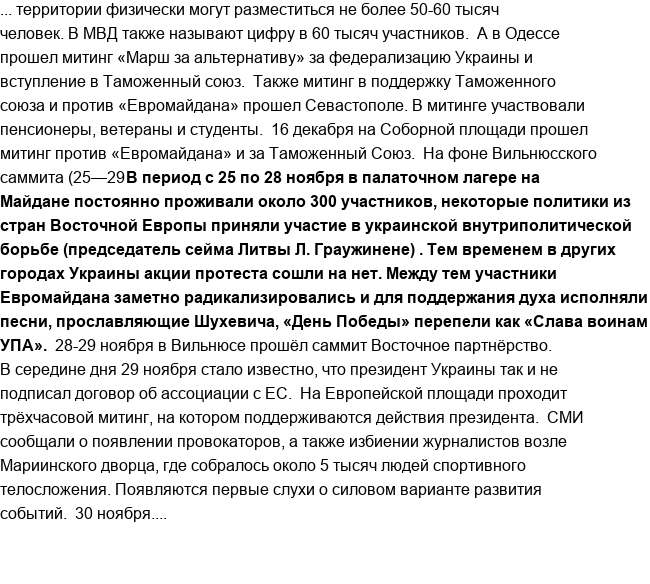 ... территории физически могут разместиться не более 50-60 тысяч
человек. В МВД также называют цифру в 60 тысяч участников.  А в Одессе
прошел митинг «Марш за альтернативу» за федерализацию Украины и
вступление в Таможенный союз.  Также митинг в поддержку Таможенного
союза и против «Евромайдана» прошел Севастополе. В митинге участвовали
пенсионеры, ветераны и студенты.  16 декабря на Соборной площади прошел
митинг против «Евромайдана» и за Таможенный Союз.  На фоне Вильнюсского
саммита (25—29В период с 25 по 28 ноября в палаточном лагере на
Майдане постоянно проживали около 300 участников, некоторые политики из
стран Восточной Европы приняли участие в украинской внутриполитической
борьбе (председатель сейма Литвы Л. Граужинене) . Тем временем в других
городах Украины акции протеста сошли на нет. Между тем участники
Евромайдана заметно радикализировались и для поддержания духа исполняли
песни, прославляющие Шухевича, «День Победы» перепели как «Слава воинам
УПА».  28-29 ноября в Вильнюсе прошёл саммит Восточное партнёрство.
В середине дня 29 ноября стало известно, что президент Украины так и не
подписал договор об ассоциации с ЕС.  На Европейской площади проходит
трёхчасовой митинг, на котором поддерживаются действия президента.  СМИ
сообщали о появлении провокаторов, а также избиении журналистов возле
Мариинского дворца, где собралось около 5 тысяч людей спортивного
телосложения. Появляются первые слухи о силовом варианте развития
событий.  30 ноября....